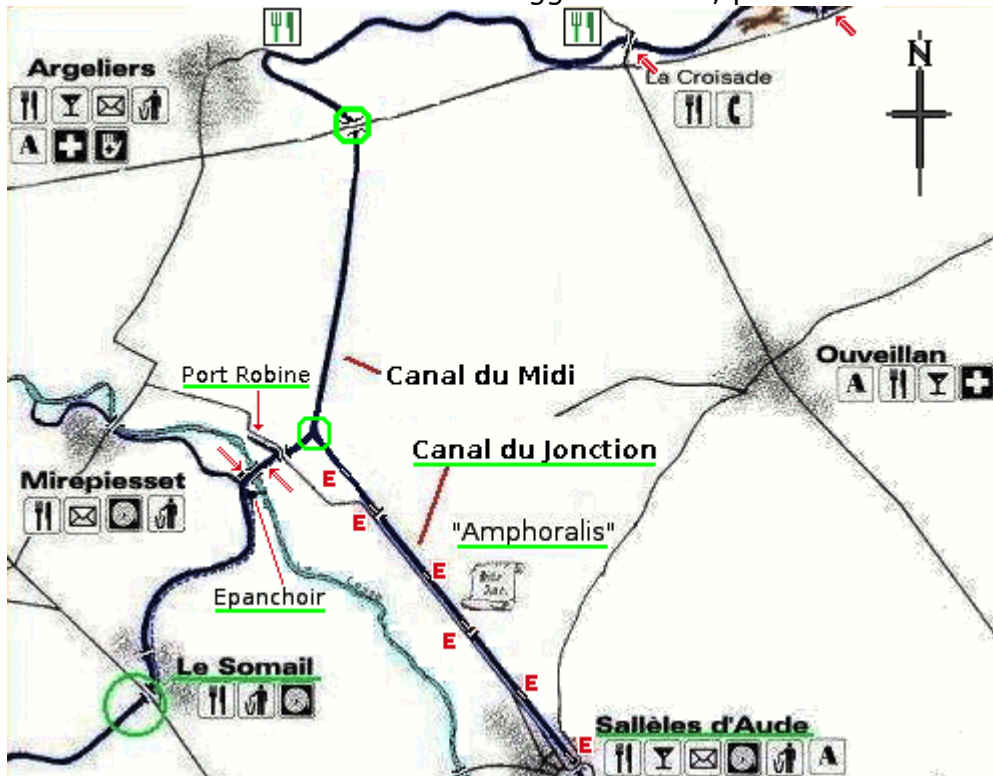 Argeliers
A
La Croisade
N
Port Robine
Canal du Midi
Ouveillan
A
Canal du Jonction
E
Mirepiesset
E
"Amphoralis"
E
Epanchoir
E
Le Somail
E
Sallèles d'Aude
E
A